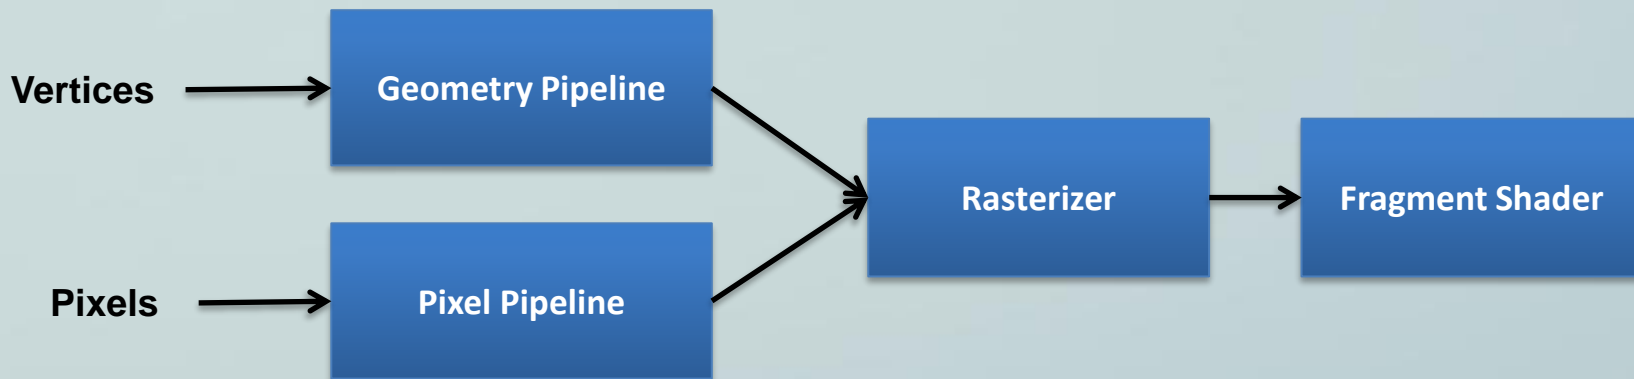 Vertices
Geometry Pipeline
Rasterizer
Fragment Shader
Pixels
Pixel Pipeline